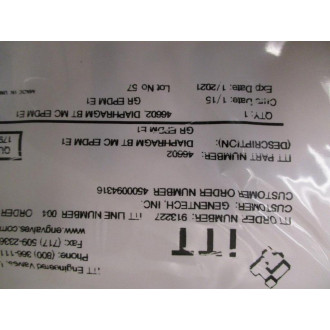 ITT Engineered Valves,
Phone: (800) 366-111
Fax: (717) 509-2336
www.engvalves.com
ITT
ITT ORDER NUMBER: 913227 ITT LINE NUMBER 004 ORDER
CUSTOMER: GENENTECH, INC.
CUSTOMER ORDER NUMBER 4500094316
ITT PART NUMBER: 46602
(DESCRIPTION): DIAPHRAGM BT MC EPDM E1
GR EPDM E1
QTY 1 46602, DIAPHRAGM BT MC EPDM E1
GR EPDM E1
Cure Date: 1/15
Exp Date: 1/2021 Lot No 57
MADE IN